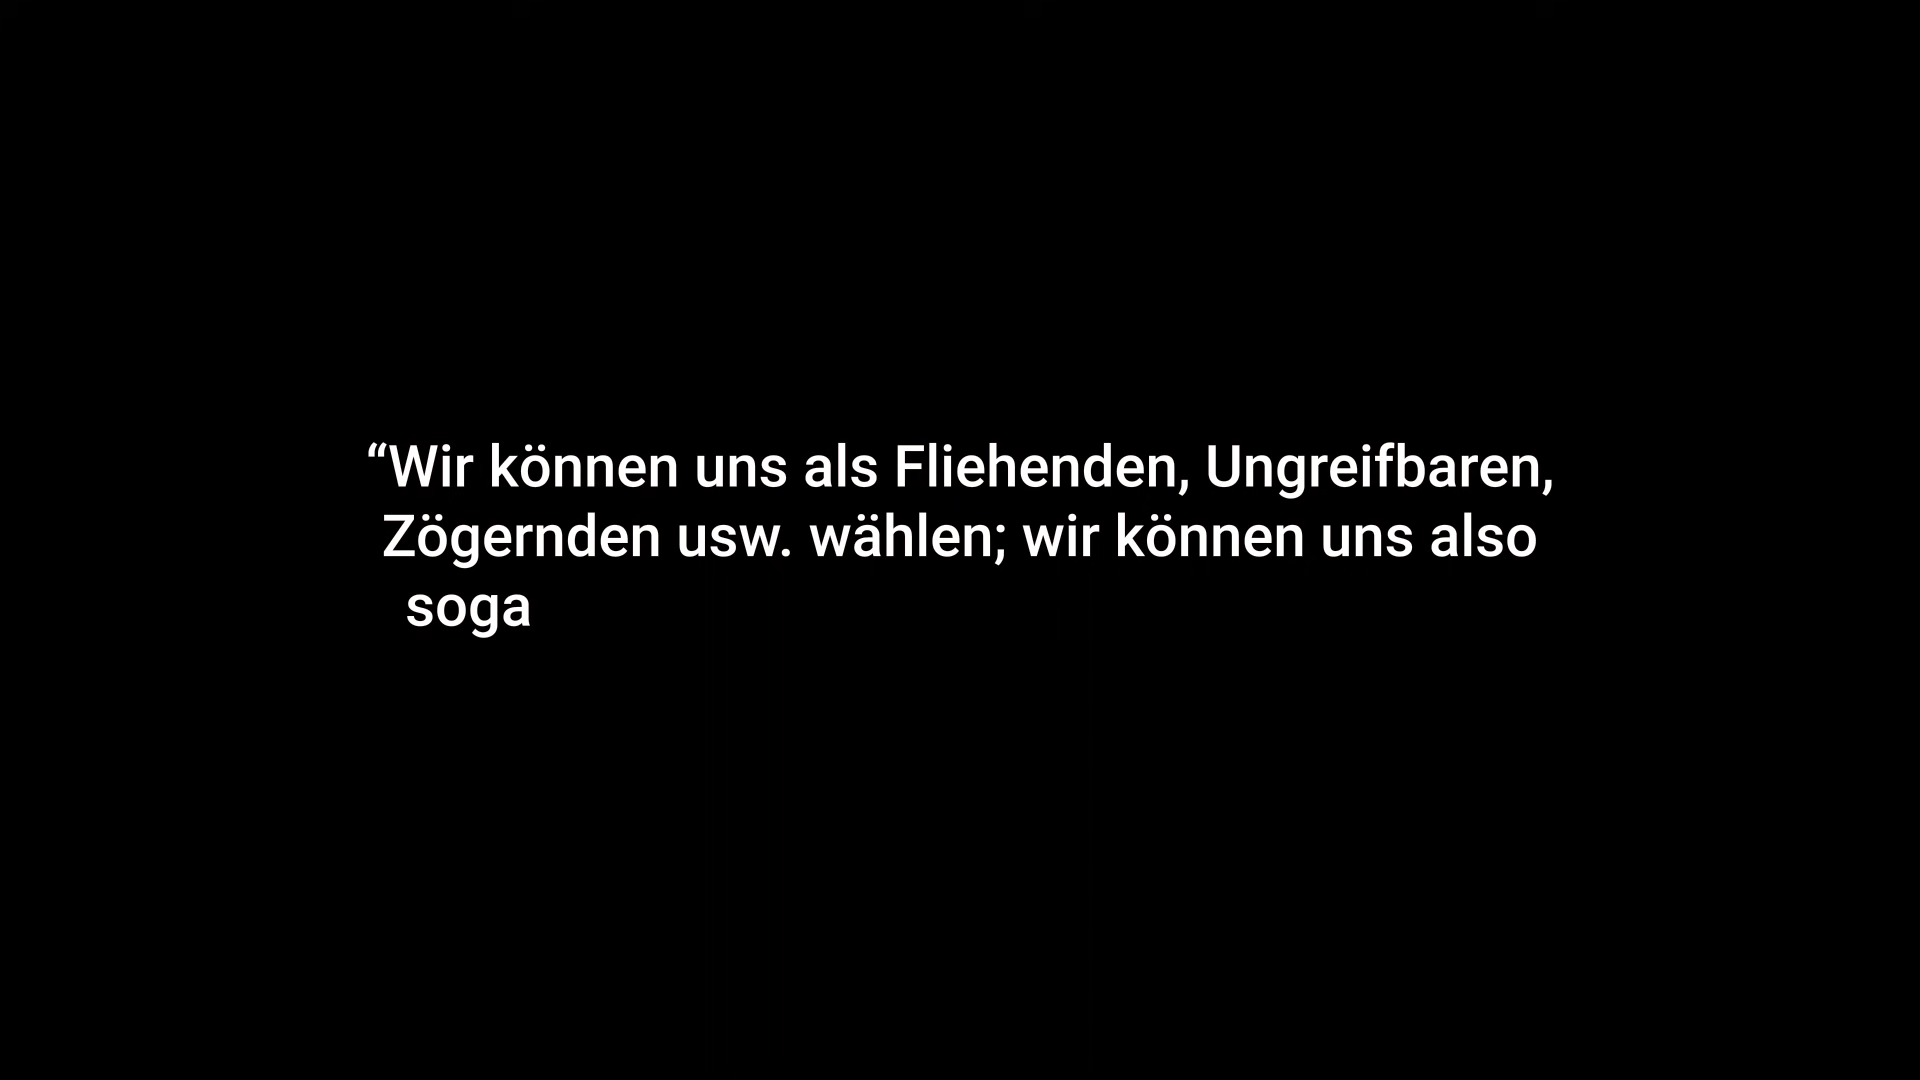 “Wir können uns als Fliehenden, Ungreifbaren,
Zögernden usw. wählen; wir können uns also
soga